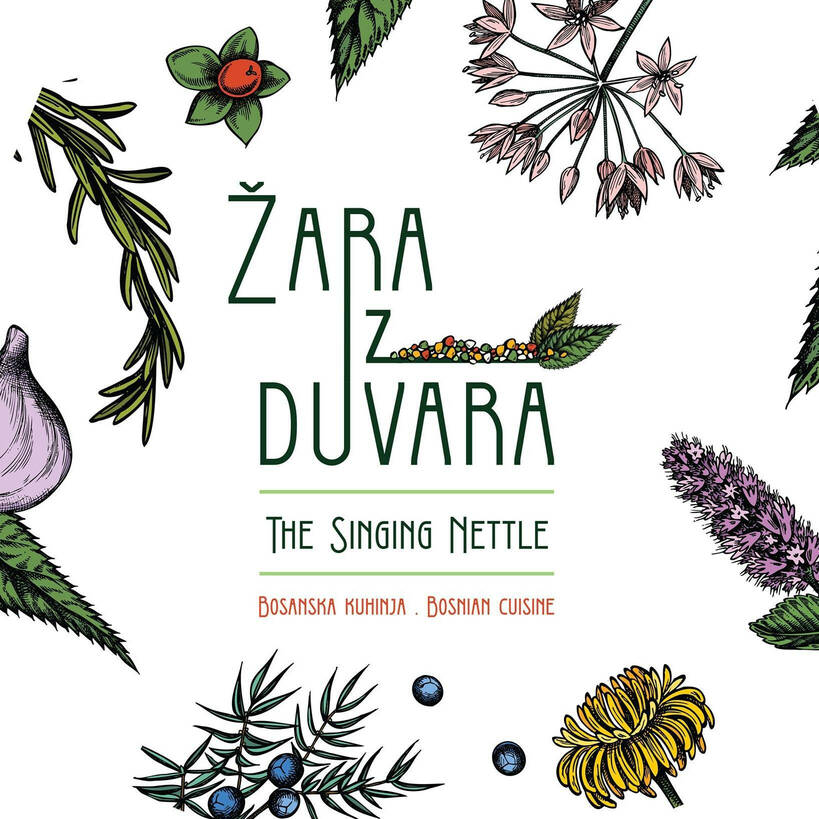 ŽARA
IZ
DUVARA
THE SINGING NETTLE
BOSANSKA KUHINJA . BOSNIAN CUISINE